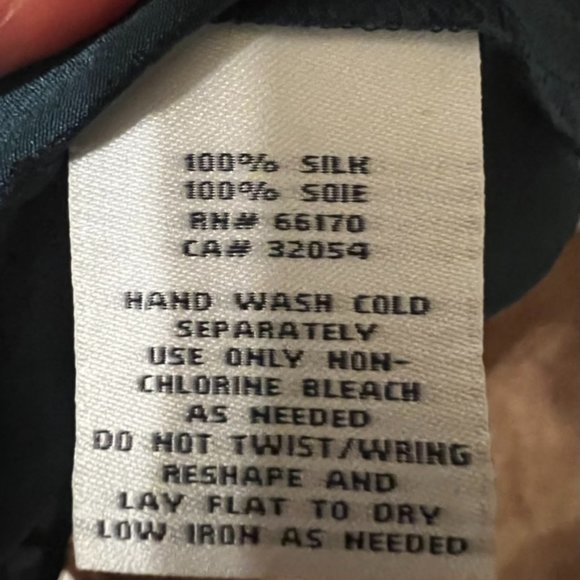 100% SILK
100% SOIE
RN# 66170
CA# 32054
HAND WASH COLD
SEPARATELY
USE ONLY NON-
CHLORINE BLEACH
AS NEEDED
DO NOT TWIST/WRING
RESHAPE AND
LAY FLAT TO DRY
LOW IRON AS NEEDED